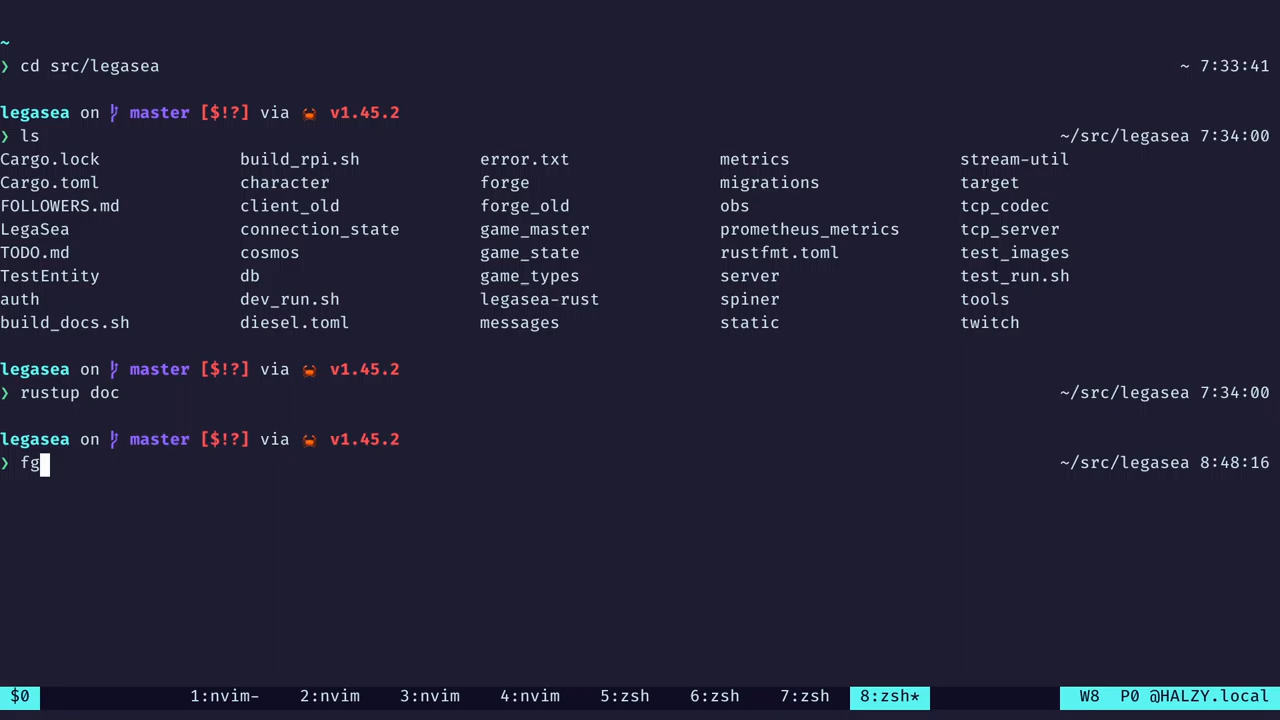 ~
❯ cd src/legasea ~ 7:33:41
legasea on master [$!?] via 🦀 v1.45.2
❯ ls ~/src/legasea 7:34:00
Cargo.lock build_rpi.sh error.txt metrics stream-util
Cargo.toml character forge migrations target
FOLLOWERS.md client_old forge_old obs tcp_codec
LegaSea connection_state game_master prometheus_metrics tcp_server
TODO.md cosmos game_state rustfmt.toml test_images
TestEntity db game_types server test_run.sh
auth dev_run.sh legasea-rust spiner tools
build_docs.sh diesel.toml messages static twitch
legasea on master [$!?] via 🦀 v1.45.2
❯ rustup doc ~/src/legasea 7:34:00
legasea on master [$!?] via 🦀 v1.45.2
❯ fg ~/src/legasea 8:48:16
$0 1:nvim- 2:nvim 3:nvim 4:nvim 5:zsh 6:zsh 7:zsh 8:zsh* W8 P0 @HALZY.local